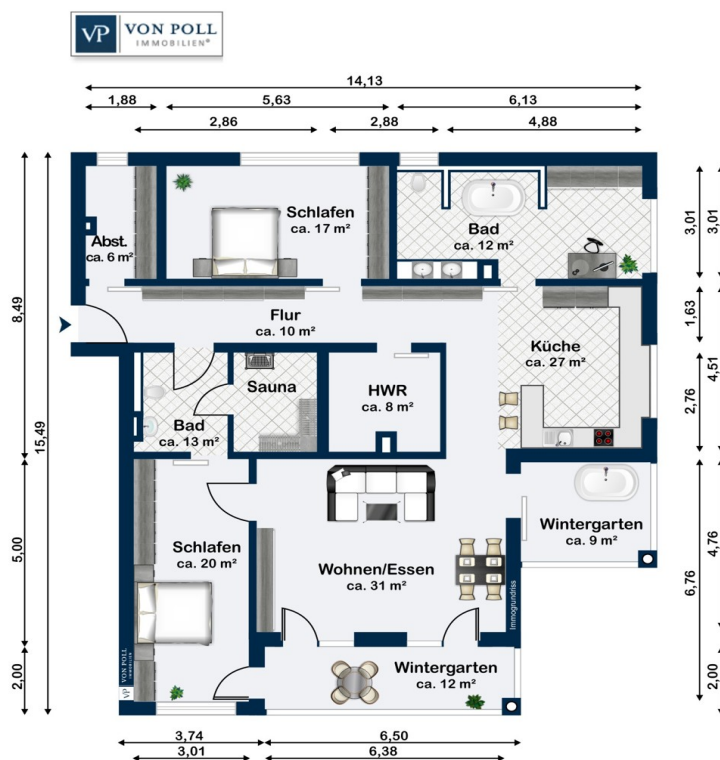 VP VON POLL
IMMOBILIEN®
14,13
1,88 5,63 6,13
2,86 2,88 4,88
Schlafen
ca. 17 m²
Abst.
ca. 6 m²
Bad
ca. 12 m²
3,01 3,01
8,49
15,49
Flur
ca. 10 m²
1,63
4,51
2,76
Küche
ca. 27 m²
Sauna
HWR
ca. 8 m²
Bad
ca. 13 m²
5,00
Schlafen
ca. 20 m²
Wohnen/Essen
ca. 31 m²
Wintergarten
ca. 9 m²
4,76
6,76
Immogrundriss
2,00
VP VON POLL
IMMOBILIEN
Wintergarten
ca. 12 m²
2,00
3,74 6,50
3,01 6,38